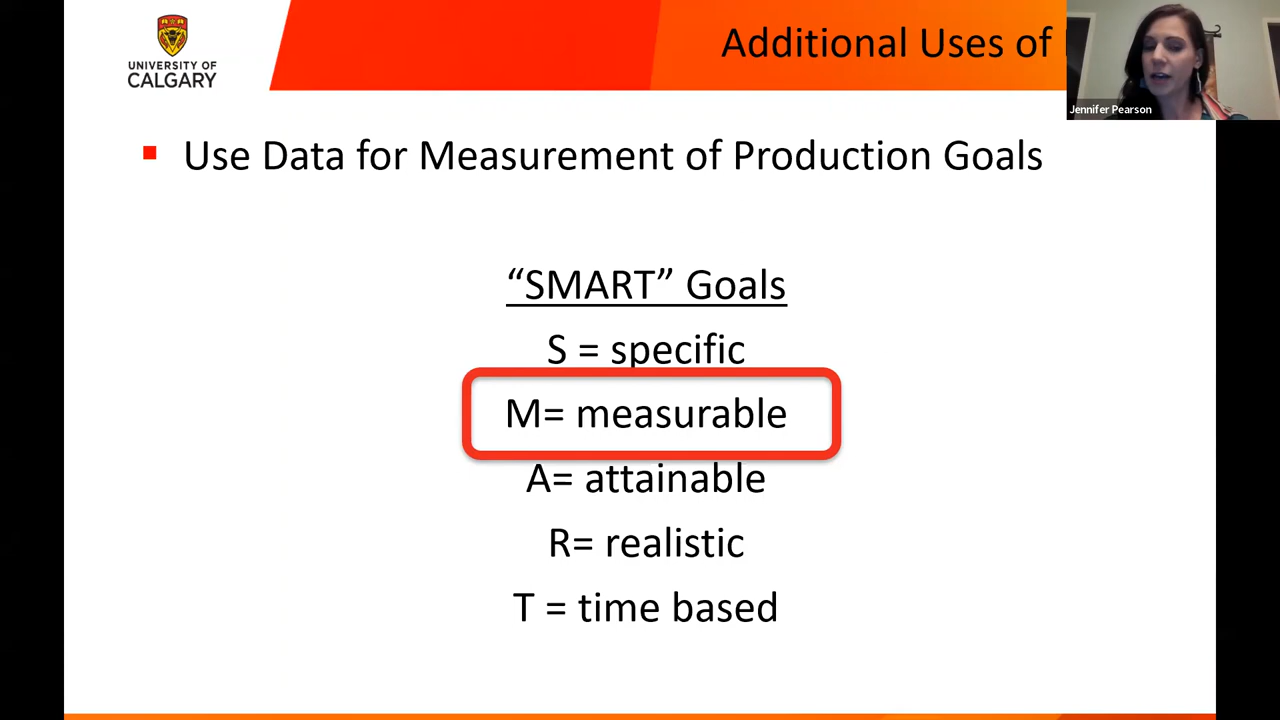 UNIVERSITY OF
CALGARY
Additional Uses of
Jennifer Pearson
Use Data for Measurement of Production Goals
“SMART” Goals
S = specific
M= measurable
A= attainable
R= realistic
T = time based